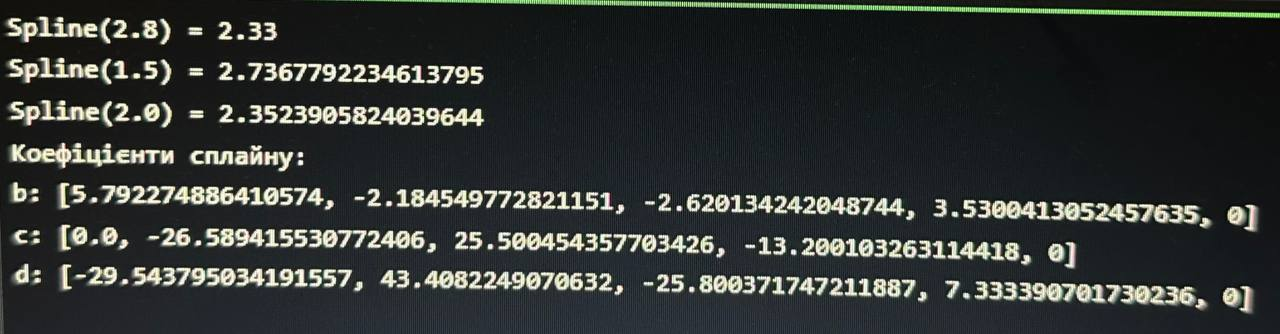 Spline(2.8) = 2.33
Spline(1.5) = 2.7367792234613795
Spline(2.0) = 2.3523905824039644
Коефіцієнти сплайну:
b: [5.792274886410574, -2.184549772821151, -2.620134242048744, 3.5300413052457635, 0]
c: [0.0, -26.589415530772406, 25.500454357703426, -13.200103263114418, 0]
d: [-29.543795034191557, 43.4082249070632, -25.800371747211887, 7.333390701730236, 0]